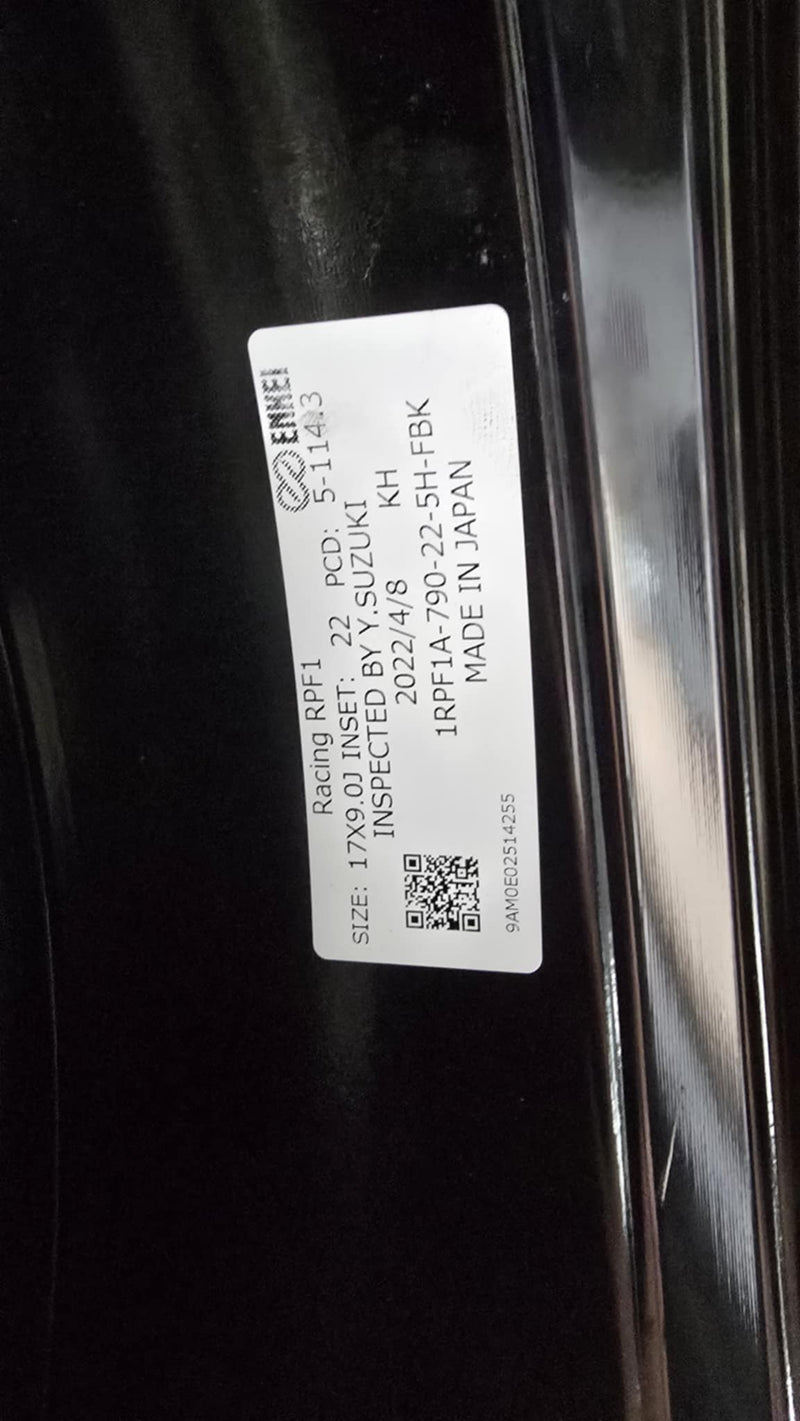 ENKEI
Racing RPF1
SIZE: 17X9.0J INSET: 22 PCD: 5-114.3
INSPECTED BY Y.SUZUKI
2022/4/8 KH
1RPF1A-790-22-5H-FBK
MADE IN JAPAN
9AM0E02514255